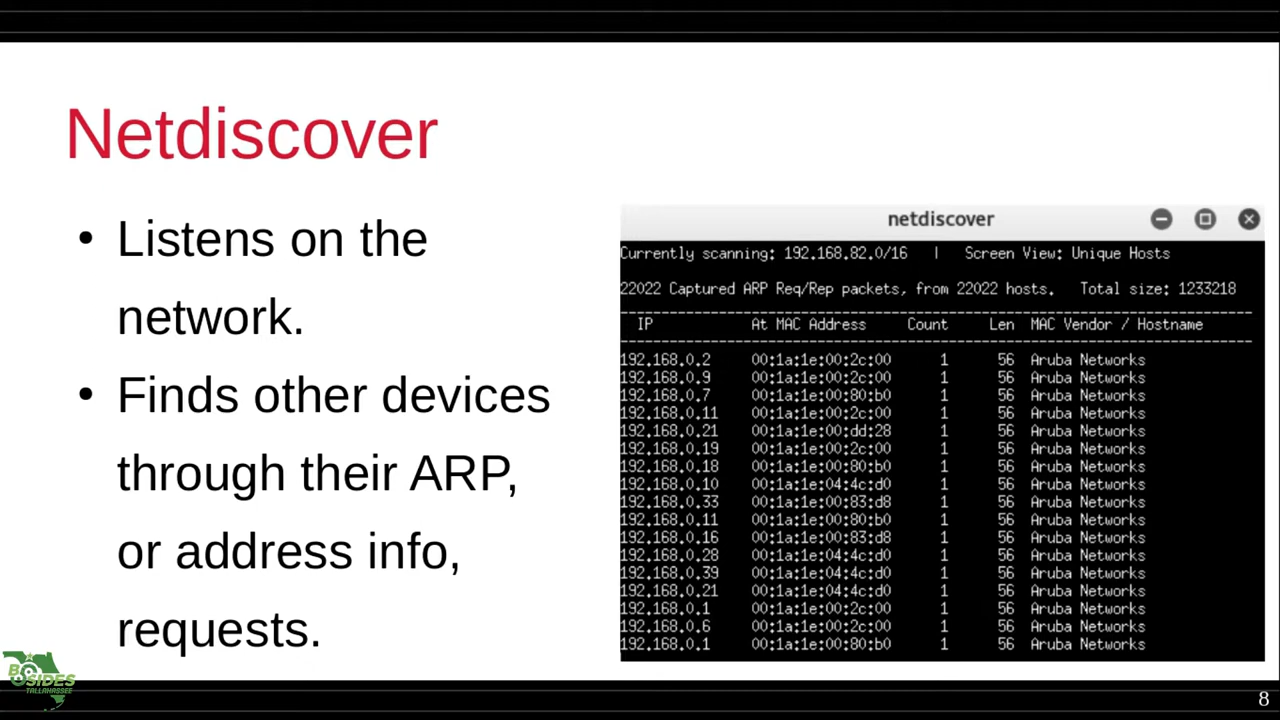 Netdiscover
• Listens on the
network.
• Finds other devices
through their ARP,
or address info,
requests.
netdiscover
Currently scanning: 192.168.82.0/16 | Screen View: Unique Hosts
22022 Captured ARP Req/Rep packets, from 22022 hosts. Total size: 1233218
IP At MAC Address Count Len MAC Vendor / Hostname
192.168.0.2 00:1a:1e:00:2c:00 1 56 Aruba Networks
192.168.0.9 00:1a:1e:00:2c:00 1 56 Aruba Networks
192.168.0.7 00:1a:1e:00:80:b0 1 56 Aruba Networks
192.168.0.11 00:1a:1e:00:2c:00 1 56 Aruba Networks
192.168.0.21 00:1a:1e:00:dd:28 1 56 Aruba Networks
192.168.0.19 00:1a:1e:00:2c:00 1 56 Aruba Networks
192.168.0.18 00:1a:1e:00:80:b0 1 56 Aruba Networks
192.168.0.10 00:1a:1e:04:4c:d0 1 56 Aruba Networks
192.168.0.33 00:1a:1e:00:83:d8 1 56 Aruba Networks
192.168.0.11 00:1a:1e:00:80:b0 1 56 Aruba Networks
192.168.0.16 00:1a:1e:00:83:d8 1 56 Aruba Networks
192.168.0.28 00:1a:1e:04:4c:d0 1 56 Aruba Networks
192.168.0.39 00:1a:1e:04:4c:d0 1 56 Aruba Networks
192.168.0.21 00:1a:1e:04:4c:d0 1 56 Aruba Networks
192.168.0.1 00:1a:1e:00:2c:00 1 56 Aruba Networks
192.168.0.6 00:1a:1e:00:2c:00 1 56 Aruba Networks
192.168.0.1 00:1a:1e:00:80:b0 1 56 Aruba Networks
B SIDES
TALLAHASSEE
8